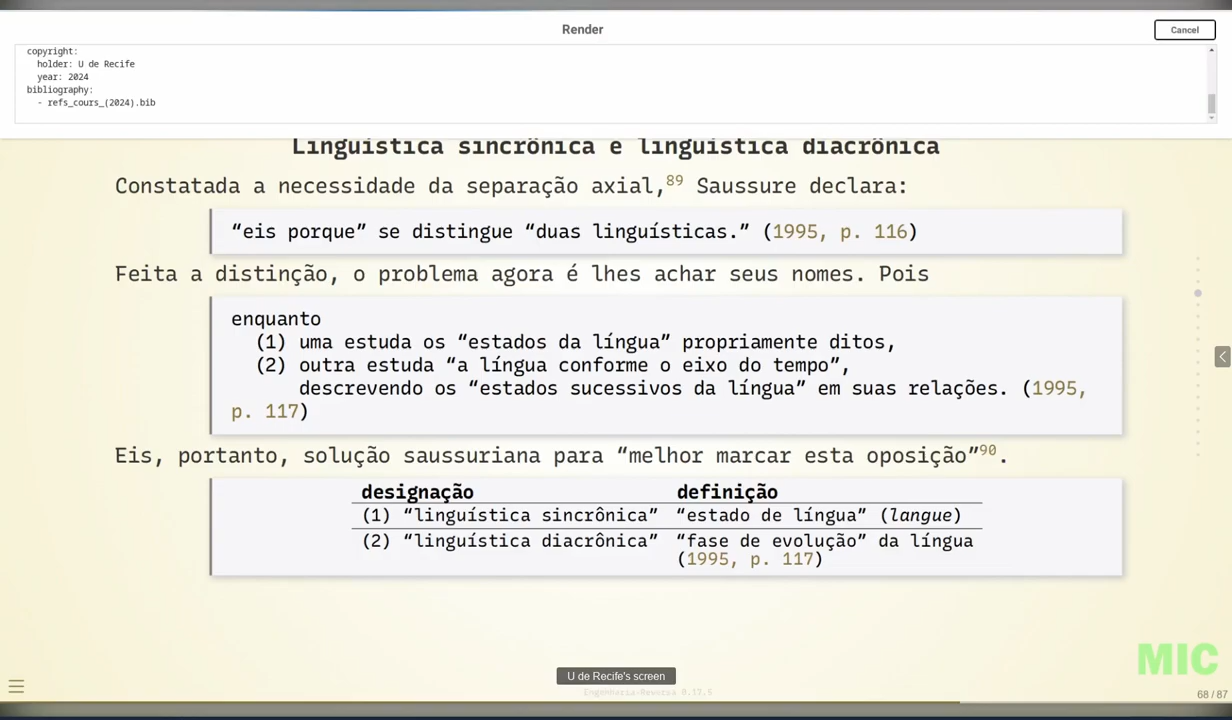 Render
Cancel
copyright:
holder: U de Recife
year: 2024
bibliography:
- refs_cours_(2024).bib
Linguística sincrônica e linguística diacrônica
Constatada a necessidade da separação axial,89 Saussure declara:
“eis porque” se distingue “duas linguísticas.” (1995, p. 116)
Feita a distinção, o problema agora é lhes achar seus nomes. Pois
enquanto
(1) uma estuda os “estados da língua” propriamente ditos,
(2) outra estuda “a língua conforme o eixo do tempo”,
descrevendo os “estados sucessivos da língua” em suas relações. (1995,
p. 117)
Eis, portanto, solução saussuriana para “melhor marcar esta oposição”90.
designação definição
(1) “linguística sincrônica” “estado de língua” (langue)
(2) “linguística diacrônica” “fase de evolução” da língua
(1995, p. 117)
MIC
U de Recife's screen
Engenharia-Reversa 0.17.5
68 / 87